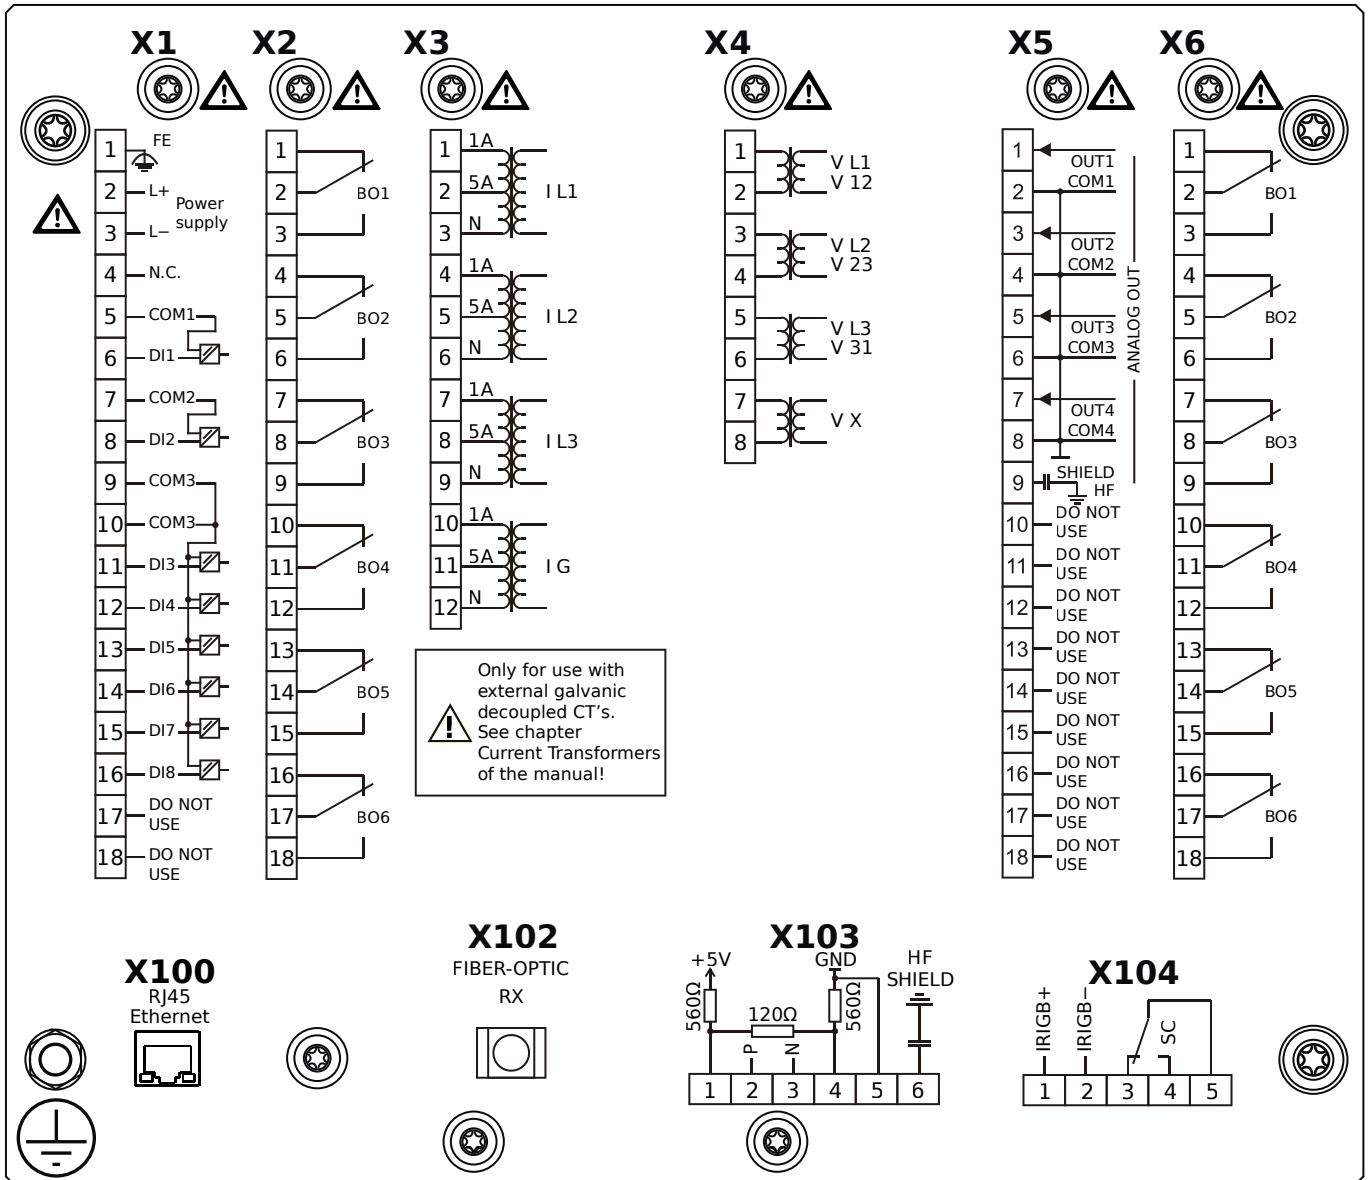 X1
X2
X3
X4
X5
X6
1 FE
2 L+
Power
supply
3 L−
4 N.C.
5 COM1
6 DI1
7 COM2
8 DI2
9 COM3
10 COM3
11 DI3
12 DI4
13 DI5
14 DI6
15 DI7
16 DI8
17 DO NOT
USE
18 DO NOT
USE
1
2 BO1
3
4
5 BO2
6
7
8 BO3
9
10
11 BO4
12
13
14 BO5
15
16
17 BO6
18
1 1A
2 5A I L1
3 N
4 1A
5 5A I L2
6 N
7 1A
8 5A I L3
9 N
10 1A
11 5A I G
12 N
Only for use with
external galvanic
decoupled CT's.
See chapter
Current Transformers
of the manual!
1 V L1
2 V 12
3 V L2
4 V 23
5 V L3
6 V 31
7 V X
8
1 OUT1
2 COM1
3 OUT2
4 COM2
5 OUT3
6 COM3
7 OUT4
8 COM4
ANALOG OUT
9 SHIELD
HF
10 DO NOT
USE
11 DO NOT
USE
12 DO NOT
USE
13 DO NOT
USE
14 DO NOT
USE
15 DO NOT
USE
16 DO NOT
USE
17 DO NOT
USE
18 DO NOT
USE
1
2 BO1
3
4
5 BO2
6
7
8 BO3
9
10
11 BO4
12
13
14 BO5
15
16
17 BO6
18
X100
RJ45
Ethernet
X102
FIBER-OPTIC
RX
X103
+5V GND HF
SHIELD
560Ω 120Ω 560Ω
P N
1 2 3 4 5 6
X104
IRIGB+ IRIGB− SC
1 2 3 4 5